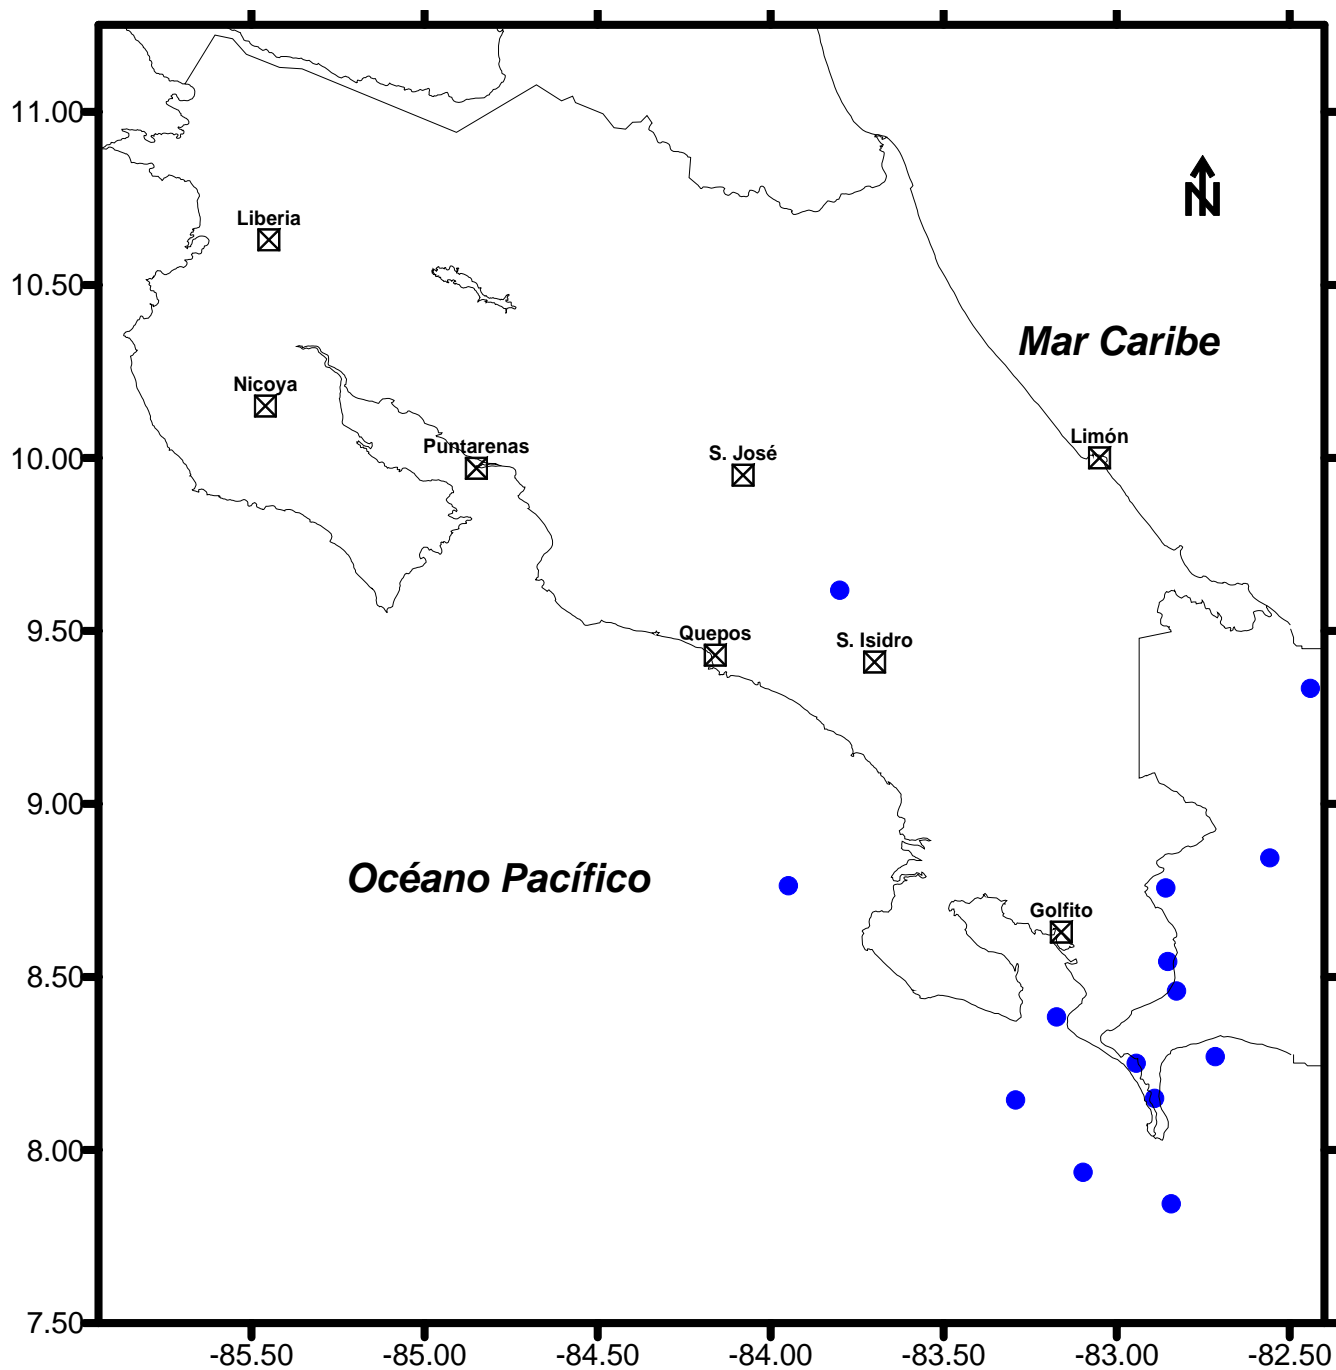 11.00
N
Liberia
10.50
Mar Caribe
Nicoya
Puntarenas
S. José
Limón
10.00
9.50
Quepos
S. Isidro
9.00
Océano Pacífico
Golfito
8.50
8.00
7.50
-85.50 -85.00 -84.50 -84.00 -83.50 -83.00 -82.50